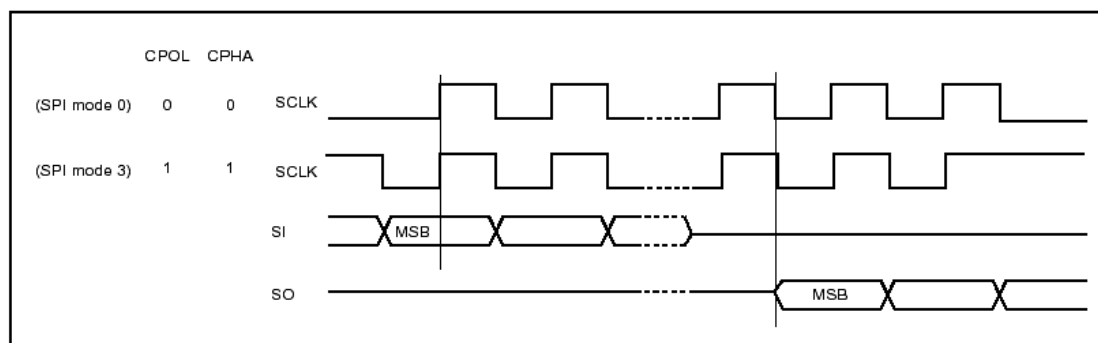 CPOL CPHA
(SPI mode 0) 0 0 SCLK
(SPI mode 3) 1 1 SCLK
SI MSB
SO MSB